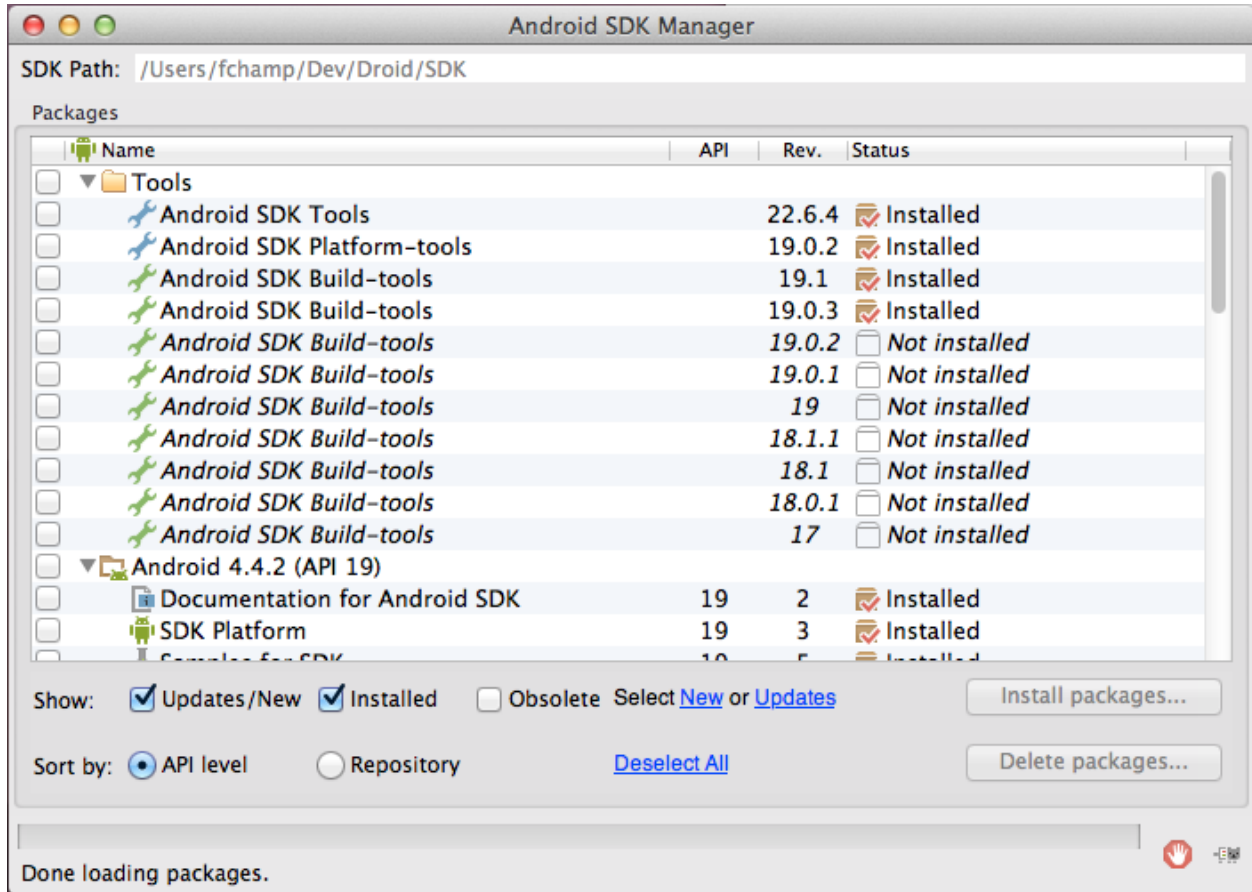 Android SDK Manager
SDK Path: /Users/fchamp/Dev/Droid/SDK
Packages
Name API Rev. Status
Tools
Android SDK Tools 22.6.4 Installed
Android SDK Platform-tools 19.0.2 Installed
Android SDK Build-tools 19.1 Installed
Android SDK Build-tools 19.0.3 Installed
Android SDK Build-tools 19.0.2 Not installed
Android SDK Build-tools 19.0.1 Not installed
Android SDK Build-tools 19 Not installed
Android SDK Build-tools 18.1.1 Not installed
Android SDK Build-tools 18.1 Not installed
Android SDK Build-tools 18.0.1 Not installed
Android SDK Build-tools 17 Not installed
Android 4.4.2 (API 19)
Documentation for Android SDK 19 2 Installed
SDK Platform 19 3 Installed
Samples for SDK 19 5 Installed
Show: Updates/New Installed Obsolete Select New or Updates Install packages...
Sort by: API level Repository Deselect All Delete packages...
Done loading packages.